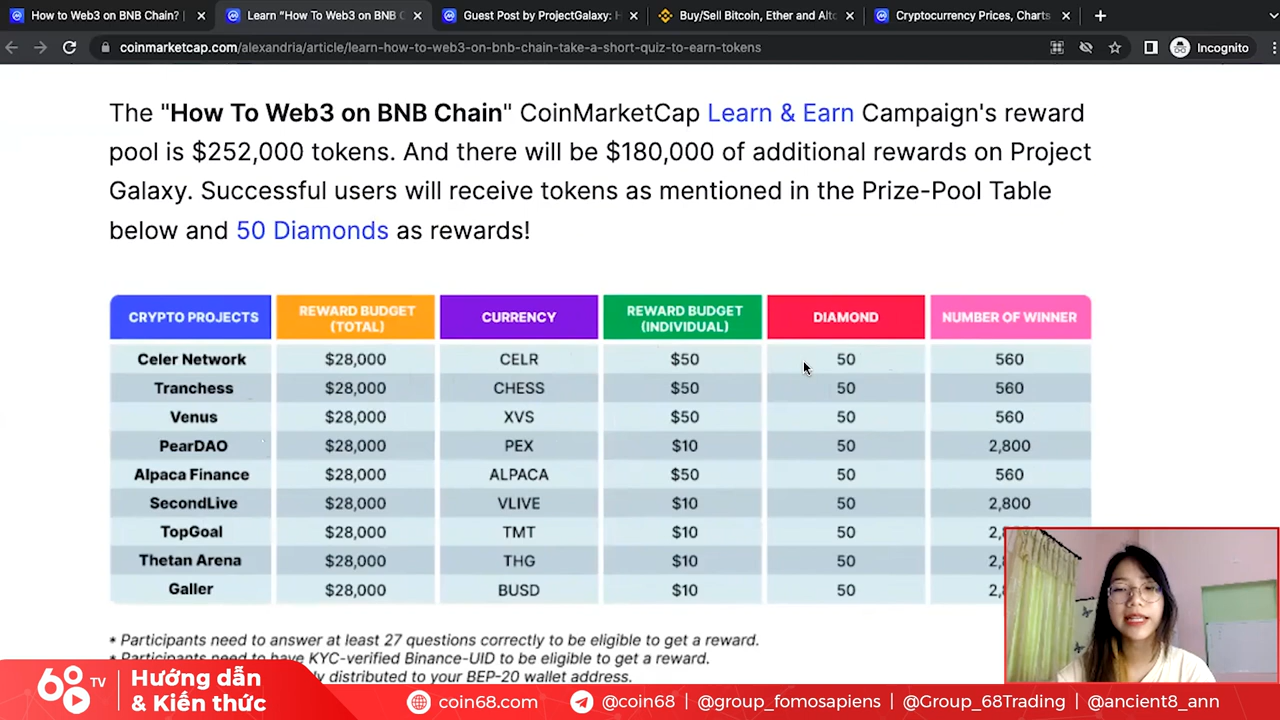 How to Web3 on BNB Chain? |
Learn "How To Web3 on BNB C
Guest Post by ProjectGalaxy: H
Buy/Sell Bitcoin, Ether and Altc
Cryptocurrency Prices, Charts
coinmarketcap.com/alexandria/article/learn-how-to-web3-on-bnb-chain-take-a-short-quiz-to-earn-tokens
Incognito
The "How To Web3 on BNB Chain" CoinMarketCap Learn & Earn Campaign's reward
pool is $252,000 tokens. And there will be $180,000 of additional rewards on Project
Galaxy. Successful users will receive tokens as mentioned in the Prize-Pool Table
below and 50 Diamonds as rewards!
CRYPTO PROJECTS REWARD BUDGET (TOTAL) CURRENCY REWARD BUDGET (INDIVIDUAL) DIAMOND NUMBER OF WINNER
Celer Network $28,000 CELR $50 50 560
Tranchess $28,000 CHESS $50 50 560
Venus $28,000 XVS $50 50 560
PearDAO $28,000 PEX $10 50 2,800
Alpaca Finance $28,000 ALPACA $50 50 560
SecondLive $28,000 VLIVE $10 50 2,800
TopGoal $28,000 TMT $10 50
Thetan Arena $28,000 THG $10 50
Galler $28,000 BUSD $10 50
* Participants need to answer at least 27 questions correctly to be eligible to get a reward.
* Participants need to have KYC-verified Binance-UID to be eligible to get a reward.
distributed to your BEP-20 wallet address.
68 TV
Hướng dẫn
& Kiến thức
coin68.com @coin68 @group_fomosapiens @Group_68Trading @ancient8_ann